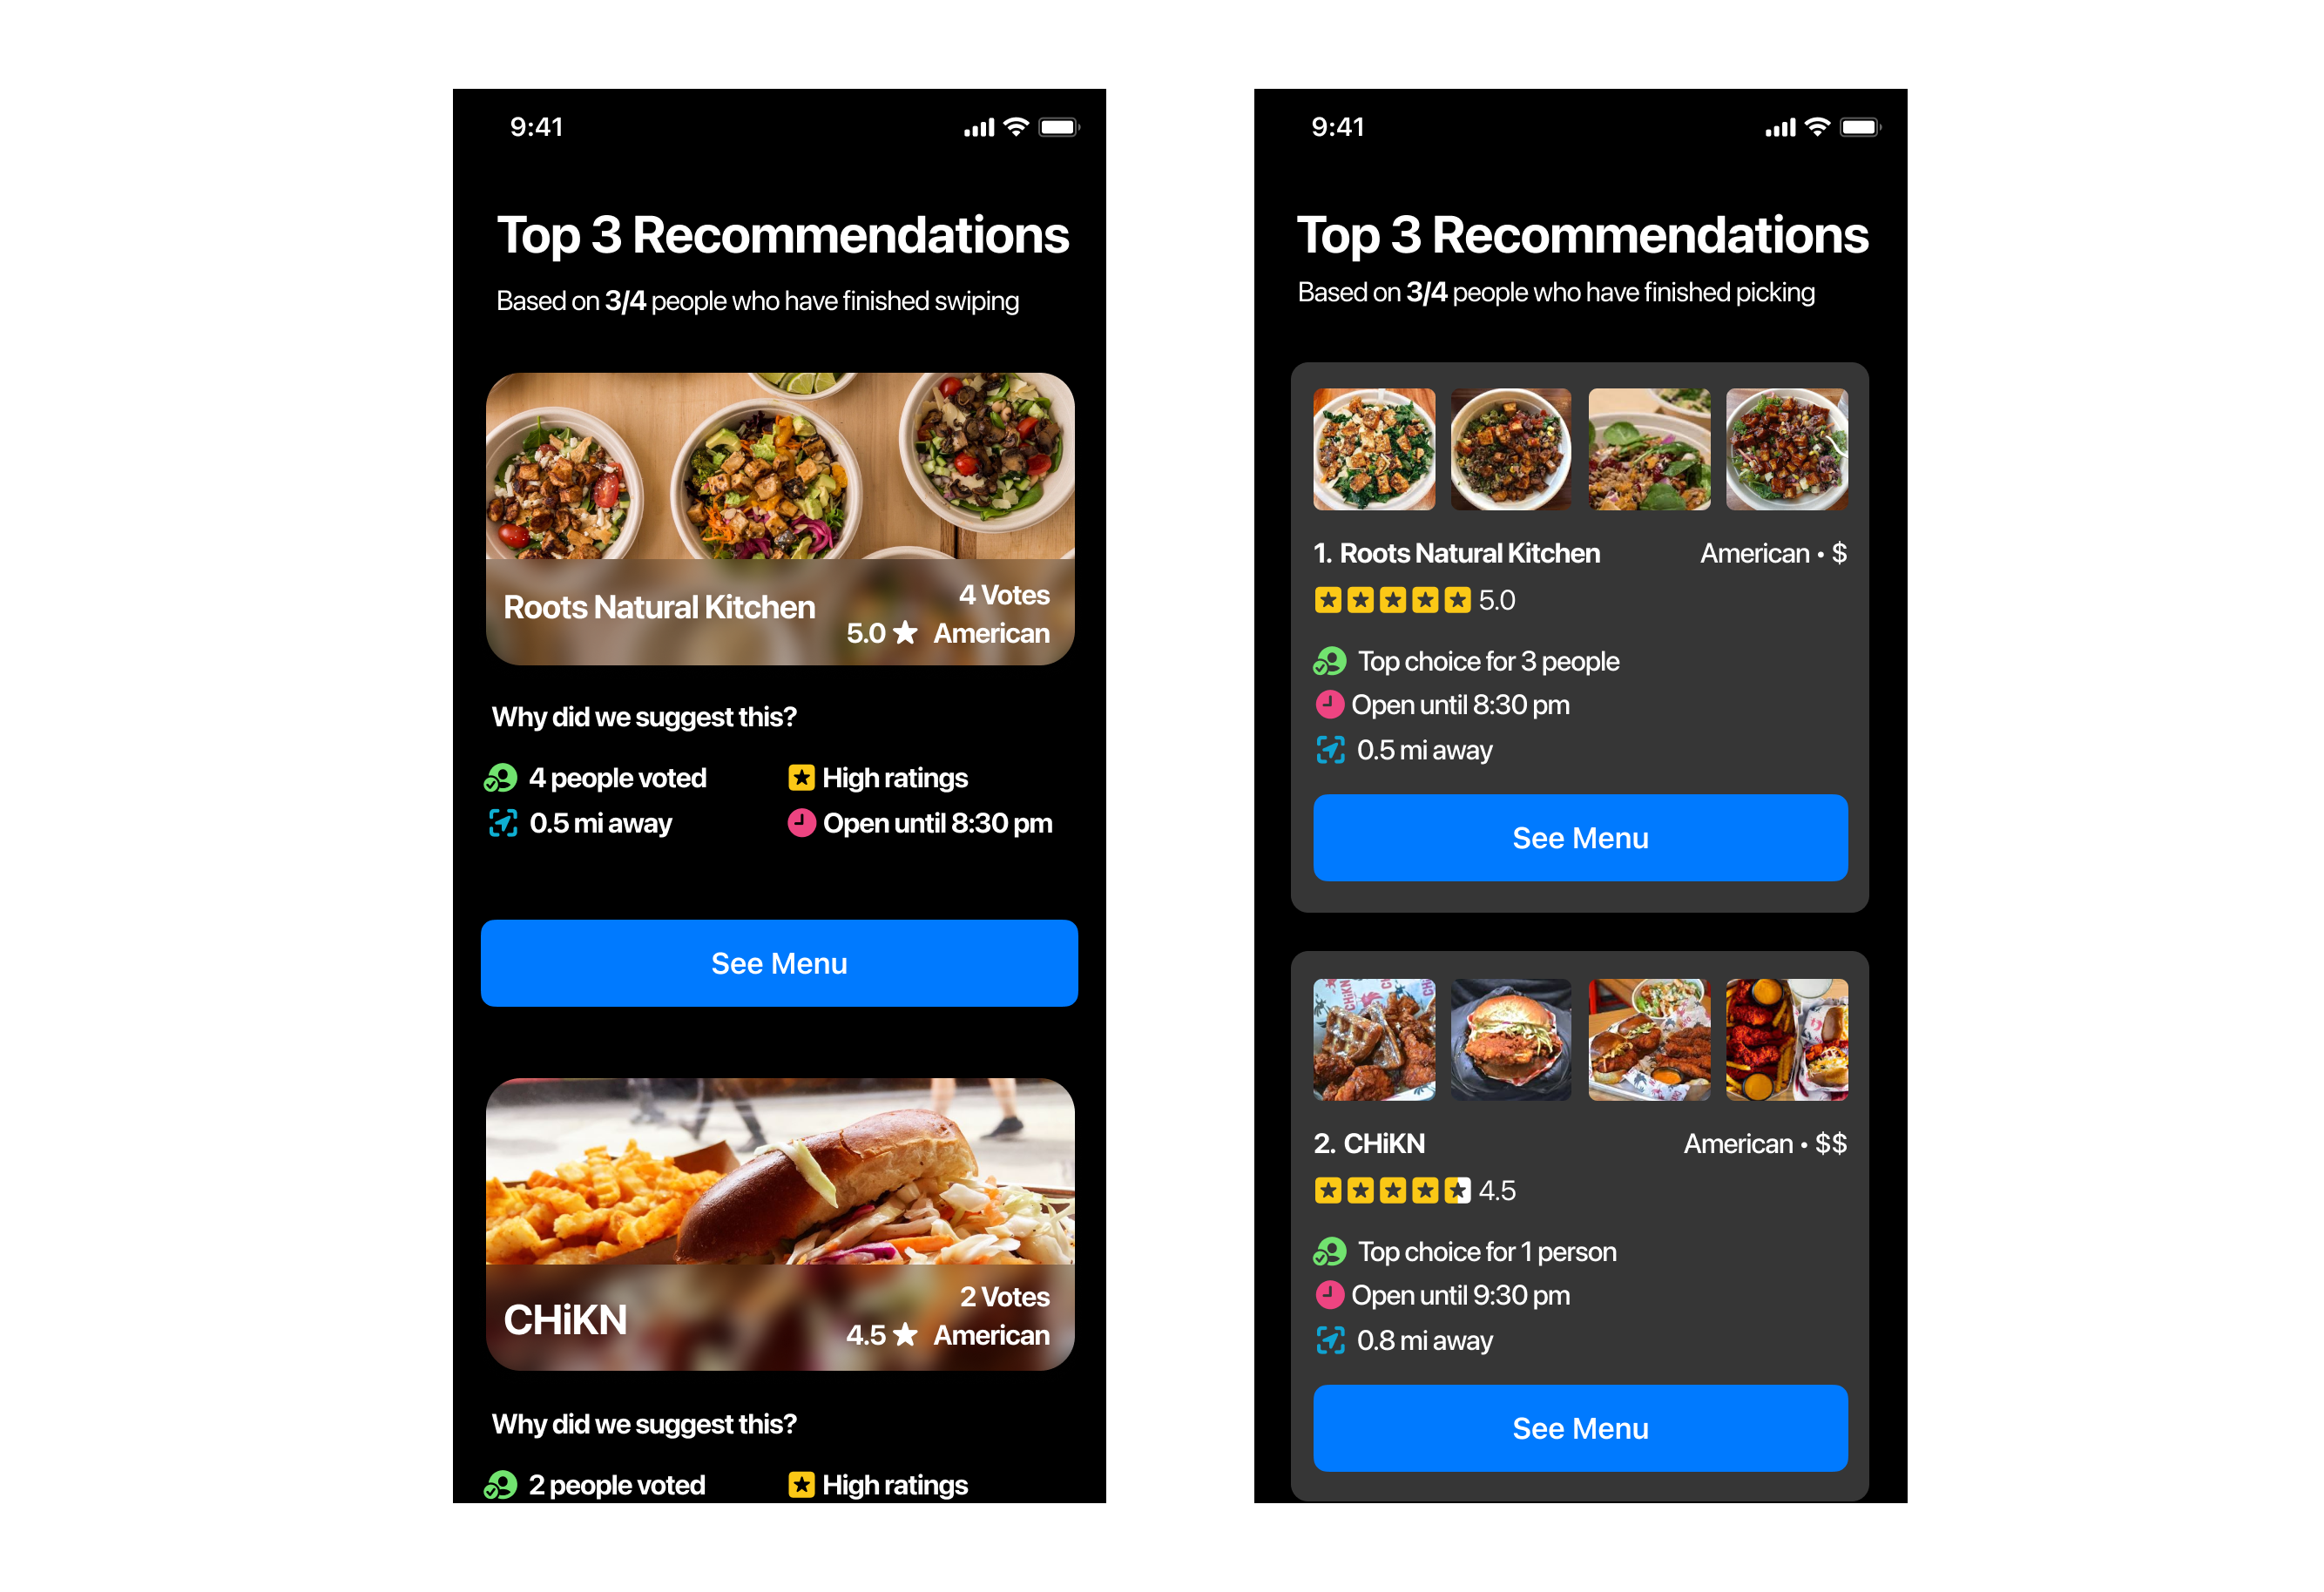 9:41
Top 3 Recommendations
Based on 3/4 people who have finished swiping
Roots Natural Kitchen
4 Votes
5.0 American
Why did we suggest this?
4 people voted
High ratings
0.5 mi away
Open until 8:30 pm
See Menu
CHiKN
2 Votes
4.5 American
Why did we suggest this?
2 people voted
High ratings
9:41
Top 3 Recommendations
Based on 3/4 people who have finished picking
1. Roots Natural Kitchen
American • $
5.0
Top choice for 3 people
Open until 8:30 pm
0.5 mi away
See Menu
CHiKN
2. CHiKN
American • $$
4.5
Top choice for 1 person
Open until 9:30 pm
0.8 mi away
See Menu